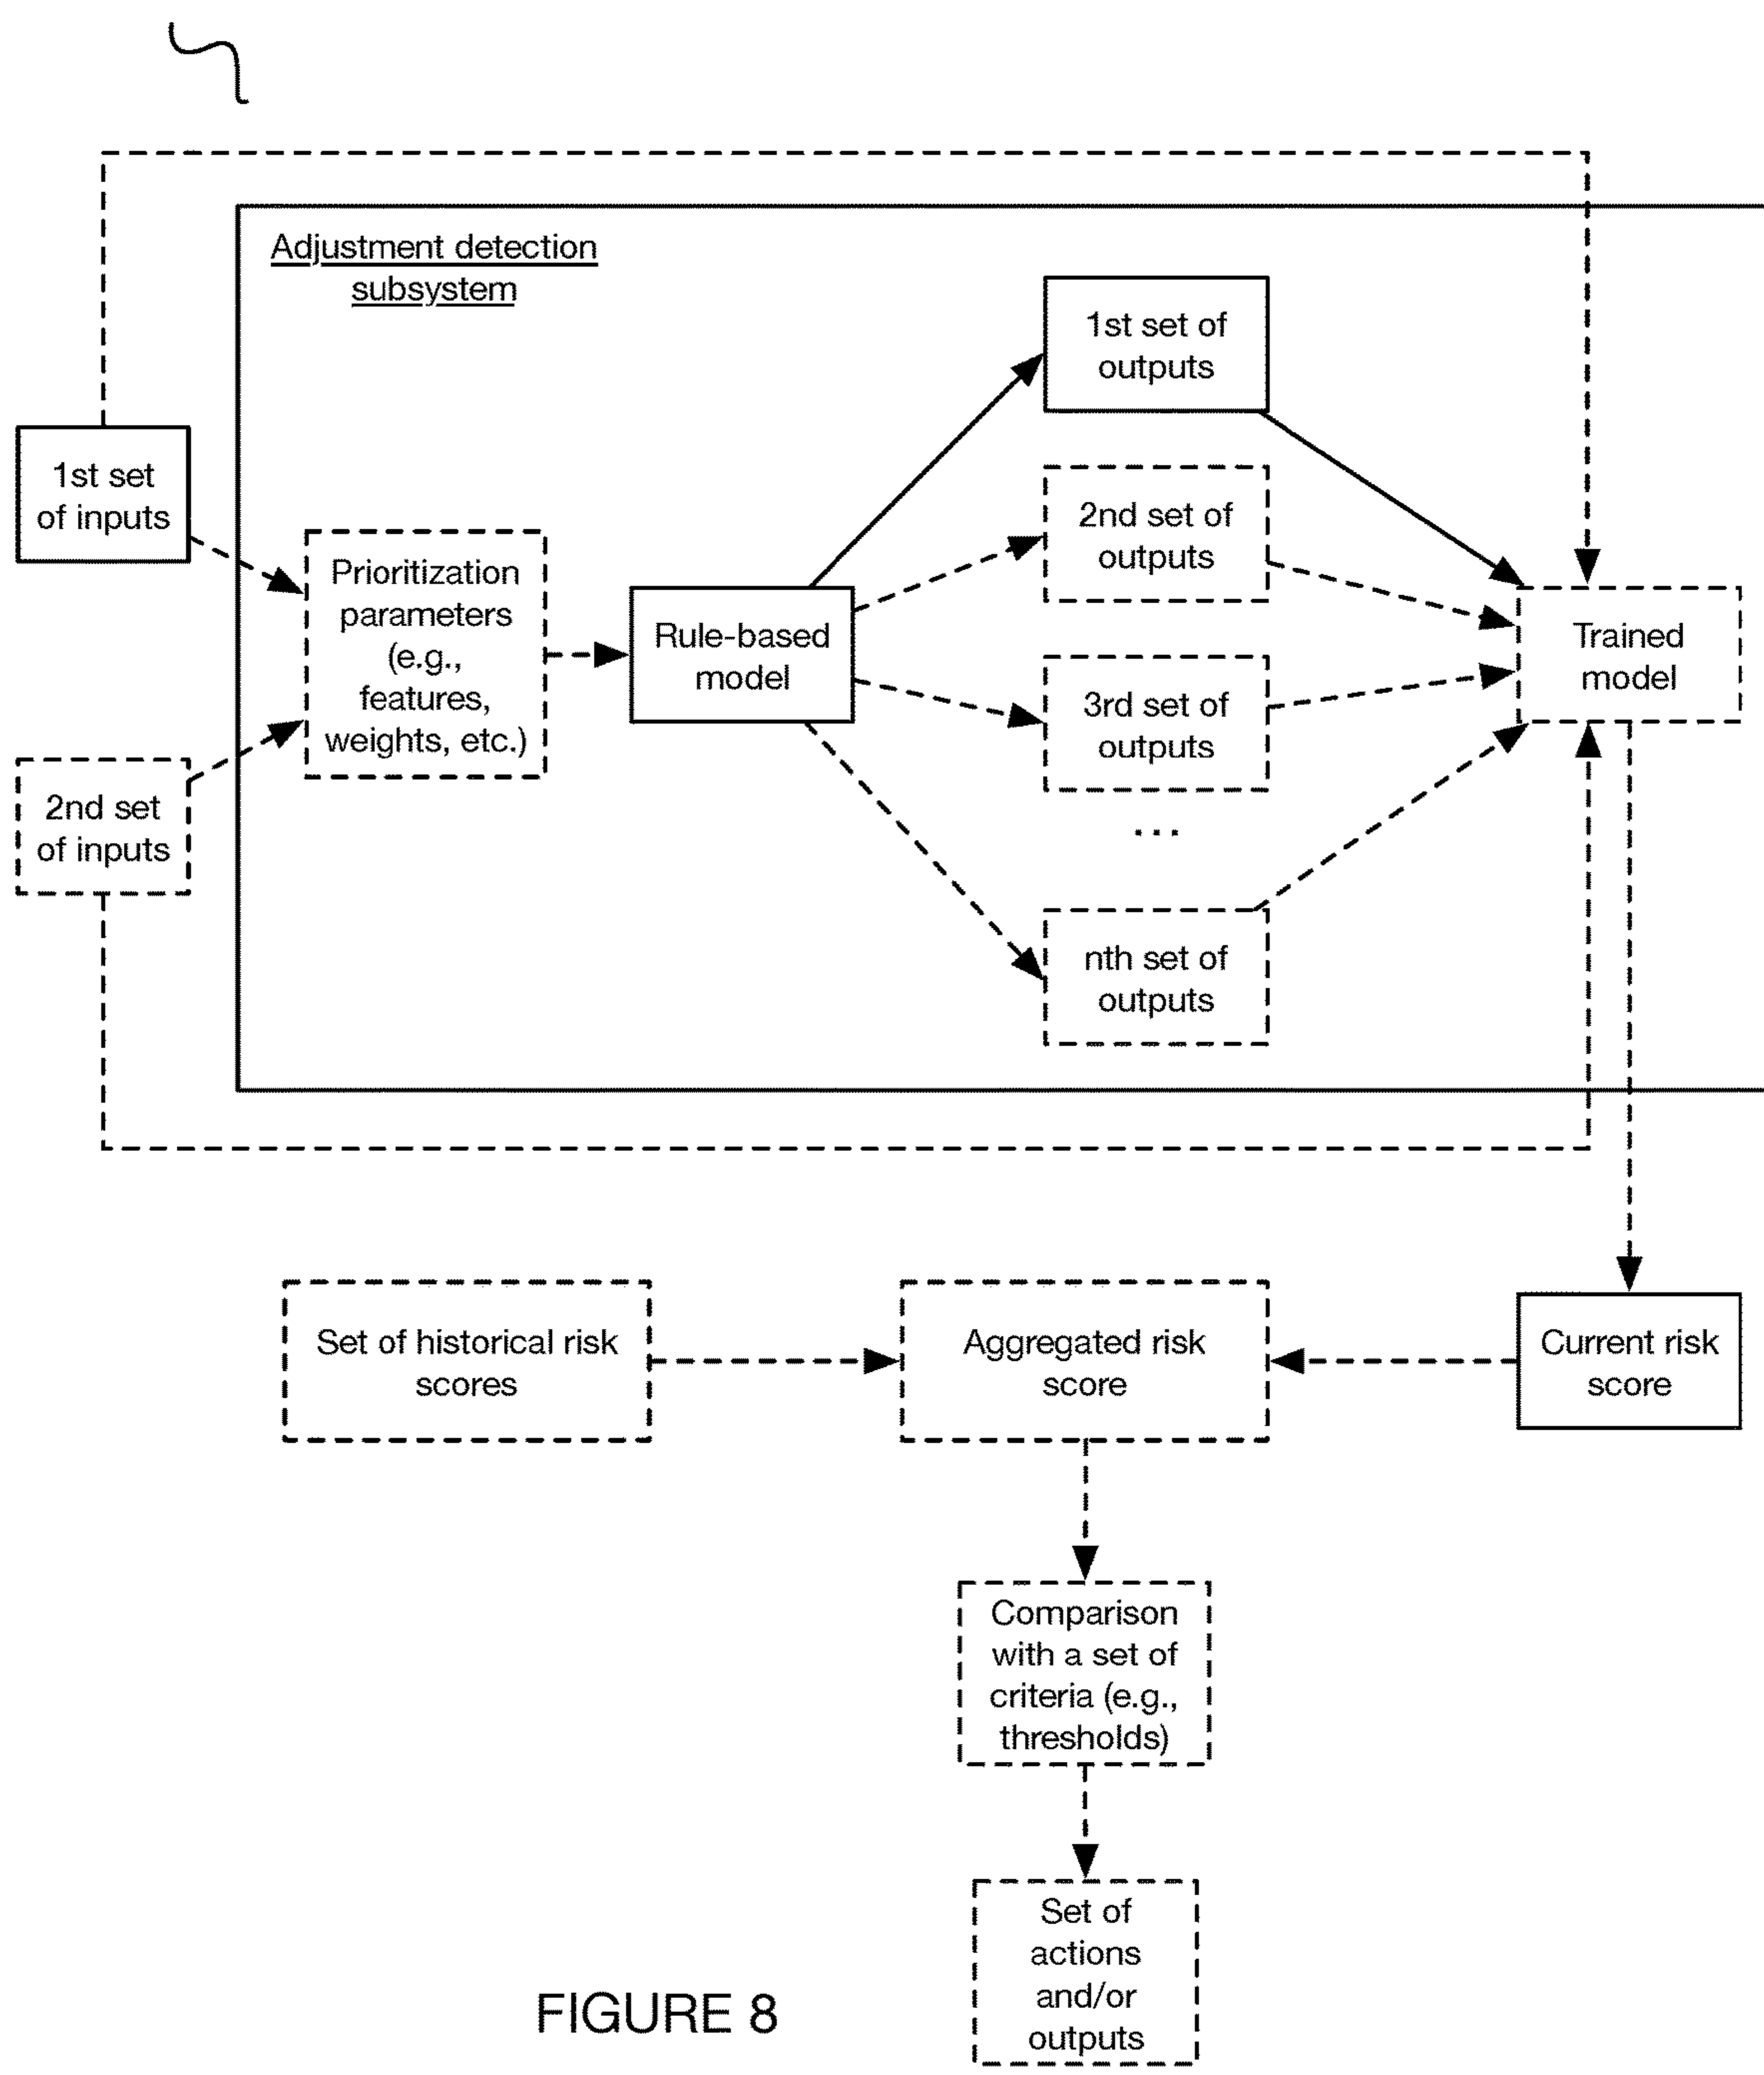 Adjustment detection
subsystem
1st set of
outputs
1st set
of inputs
2nd set of
outputs
Prioritization
parameters
(e.g.,
features,
weights, etc.)
Rule-based
model
Trained
model
3rd set of
outputs
2nd set
of inputs
...
nth set of
outputs
Set of historical risk
scores
Aggregated risk
score
Current risk
score
Comparison
with a set of
criteria (e.g.,
thresholds)
Set of
actions
and/or
outputs
FIGURE 8